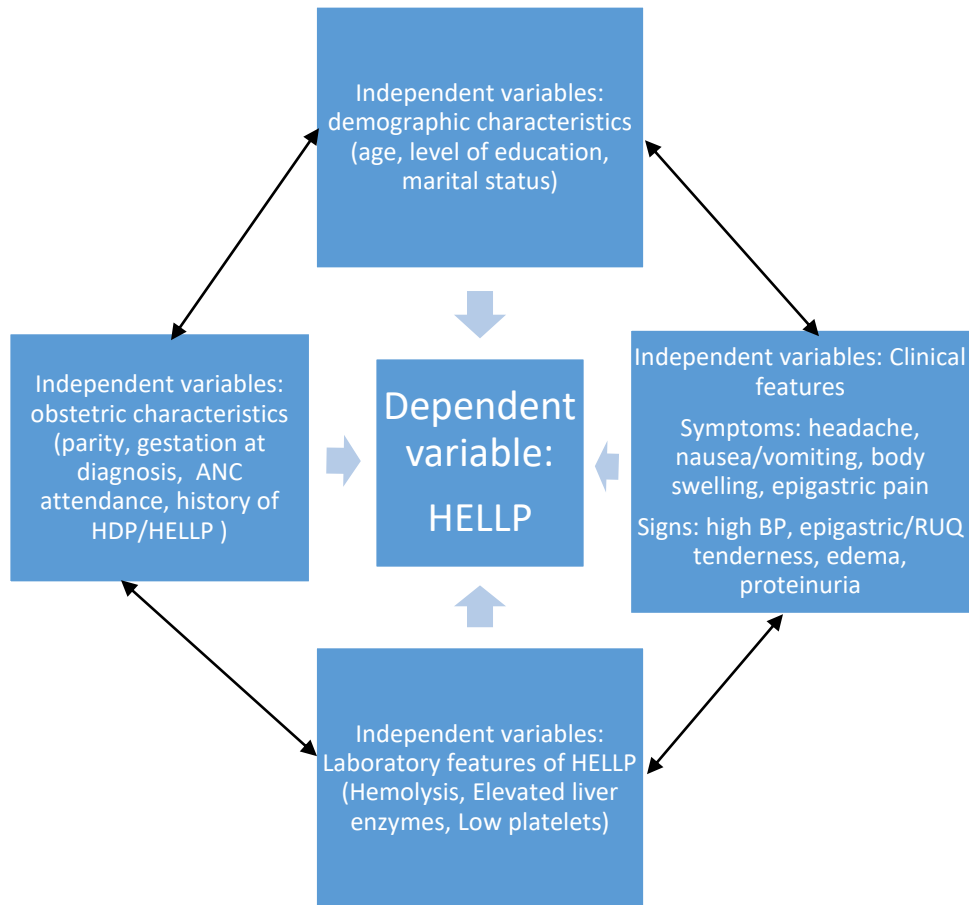 Independent variables:
demographic characteristics
(age, level of education,
marital status)
Independent variables:
obstetric characteristics
(parity, gestation at
diagnosis,  ANC
attendance, history of
HDP/HELLP )
Dependent
variable:
HELLP
Independent variables: Clinical
features
Symptoms: headache,
nausea/vomiting, body
swelling, epigastric pain
Signs: high BP, epigastric/RUQ
tenderness, edema,
proteinuria
Independent variables:
Laboratory features of HELLP
(Hemolysis, Elevated liver
enzymes, Low platelets)